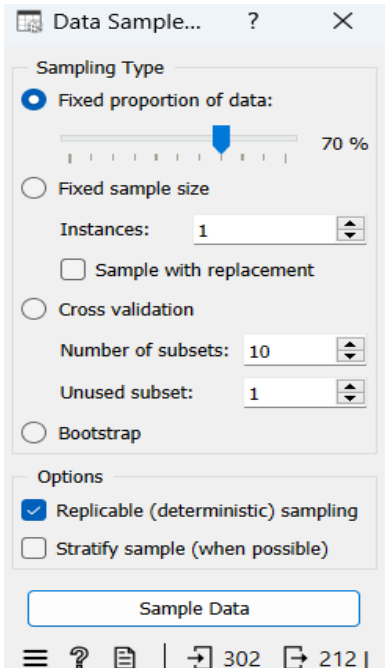 Data Sample... ?
Sampling Type
Fixed proportion of data:
70 %
Fixed sample size
Instances: 1
Sample with replacement
Cross validation
Number of subsets: 10
Unused subset: 1
Bootstrap
Options
Replicable (deterministic) sampling
Stratify sample (when possible)
Sample Data
? 302 212 |